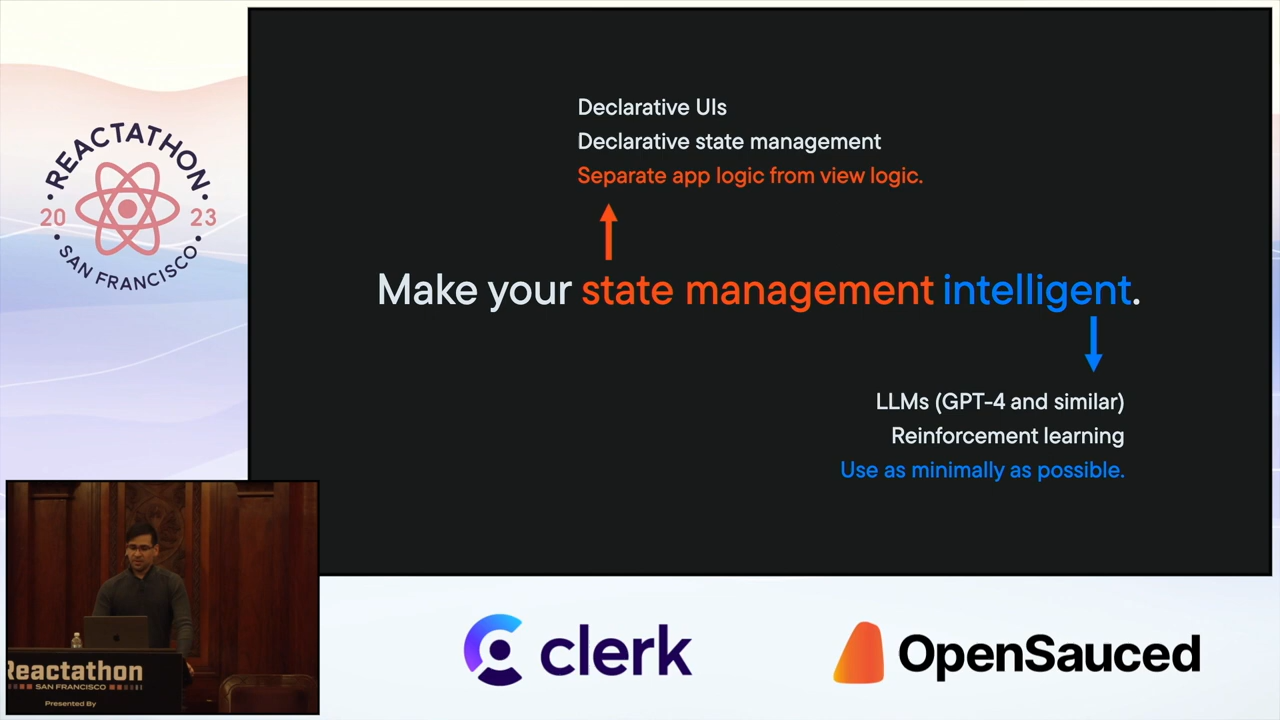 REACTATHON
20 23
SAN FRANCISCO
Declarative UIs
Declarative state management
Separate app logic from view logic.
Make your state management intelligent.
LLMs (GPT-4 and similar)
Reinforcement learning
Use as minimally as possible.
Reactathon
SAN FRANCISCO
Presented By
clerk
OpenSauced